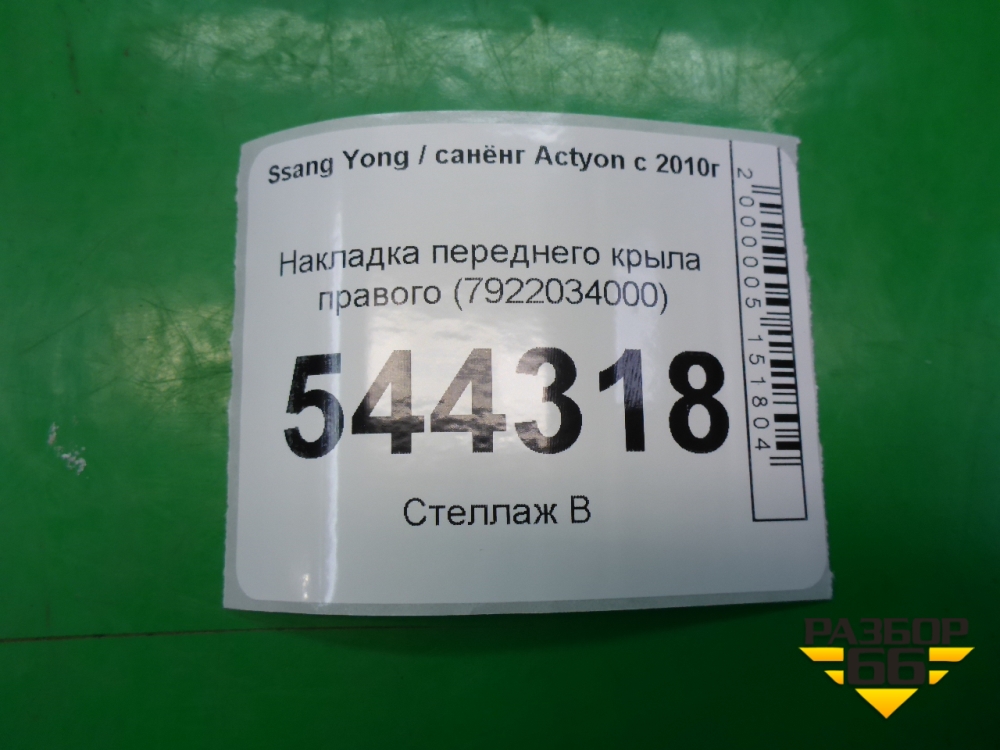 Ssang Yong / санёнг Actyon с 2010г
Накладка переднего крыла
правого (7922034000)
544318
Стеллаж В
2000005151804
РАЗБОР
66